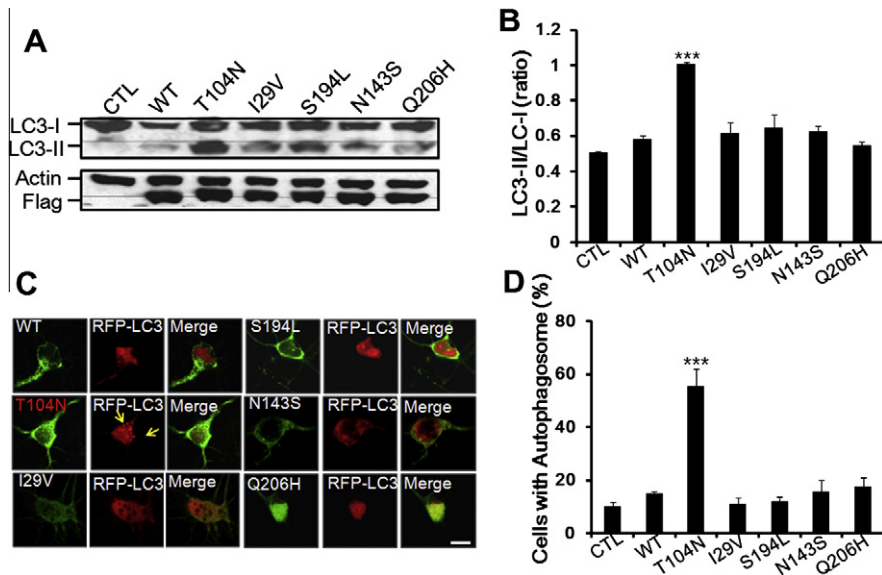 A
CTL WT T104N I29V S194L N143S Q206H
LC3-I
LC3-II
Actin
Flag
B
LC3-II/LC-I (ratio)
1.2
1
0.8
0.6
0.4
0.2
0
***
CTL WT T104N I29V S194L N143S Q206H
C
WT RFP-LC3 Merge S194L RFP-LC3 Merge
T104N RFP-LC3 Merge N143S RFP-LC3 Merge
I29V RFP-LC3 Merge Q206H RFP-LC3 Merge
D
Cells with Autophagosome (%)
80
60
40
20
0
***
CTL WT T104N I29V S194L N143S Q206H